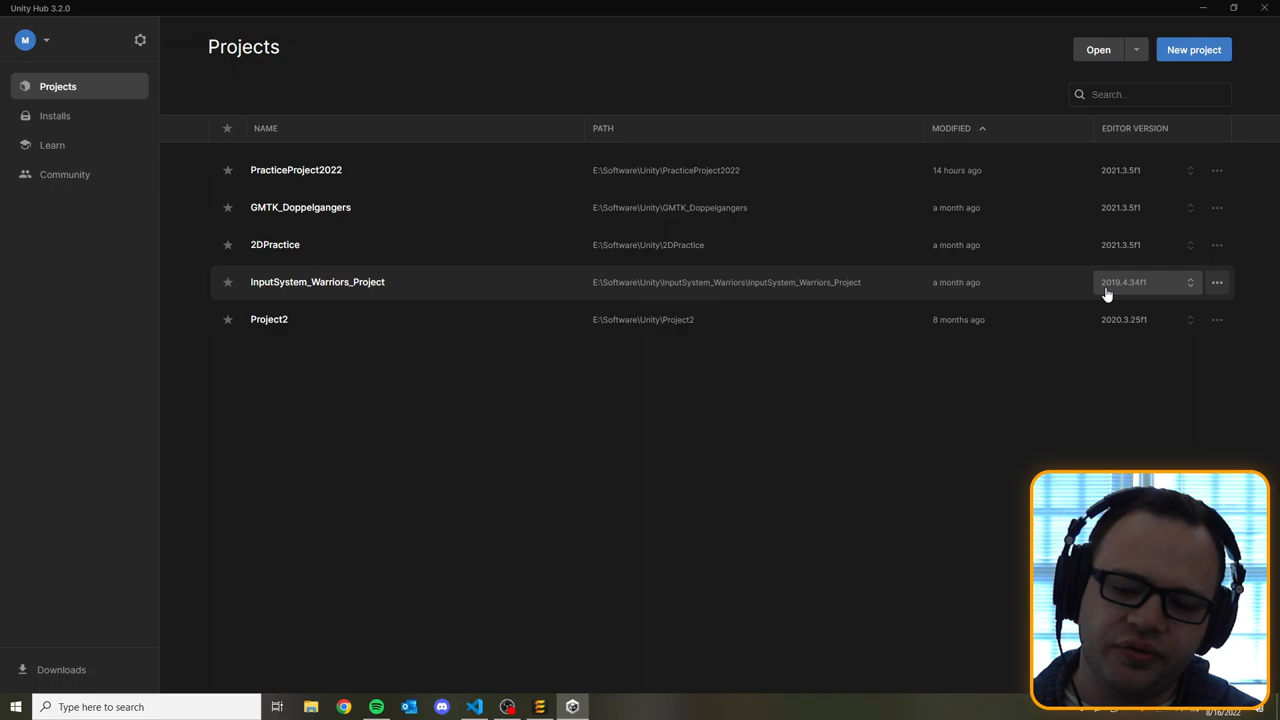 Unity Hub 3.2.0
M
Projects
Open
New project
Projects
Search...
Installs
NAME
PATH
MODIFIED
EDITOR VERSION
Learn
PracticeProject2022
E:\Software\Unity\PracticeProject2022
14 hours ago
2021.3.5f1
Community
GMTK_Doppelgangers
E:\Software\Unity\GMTK_Doppelgangers
a month ago
2021.3.5f1
2DPractice
E:\Software\Unity\2DPractice
a month ago
2021.3.5f1
InputSystem_Warriors_Project
E:\Software\Unity\InputSystem_Warriors\InputSystem_Warriors_Project
a month ago
2019.4.34f1
Project2
E:\Software\Unity\Project2
8 months ago
2020.3.25f1
Downloads
Type here to search
8/16/2022